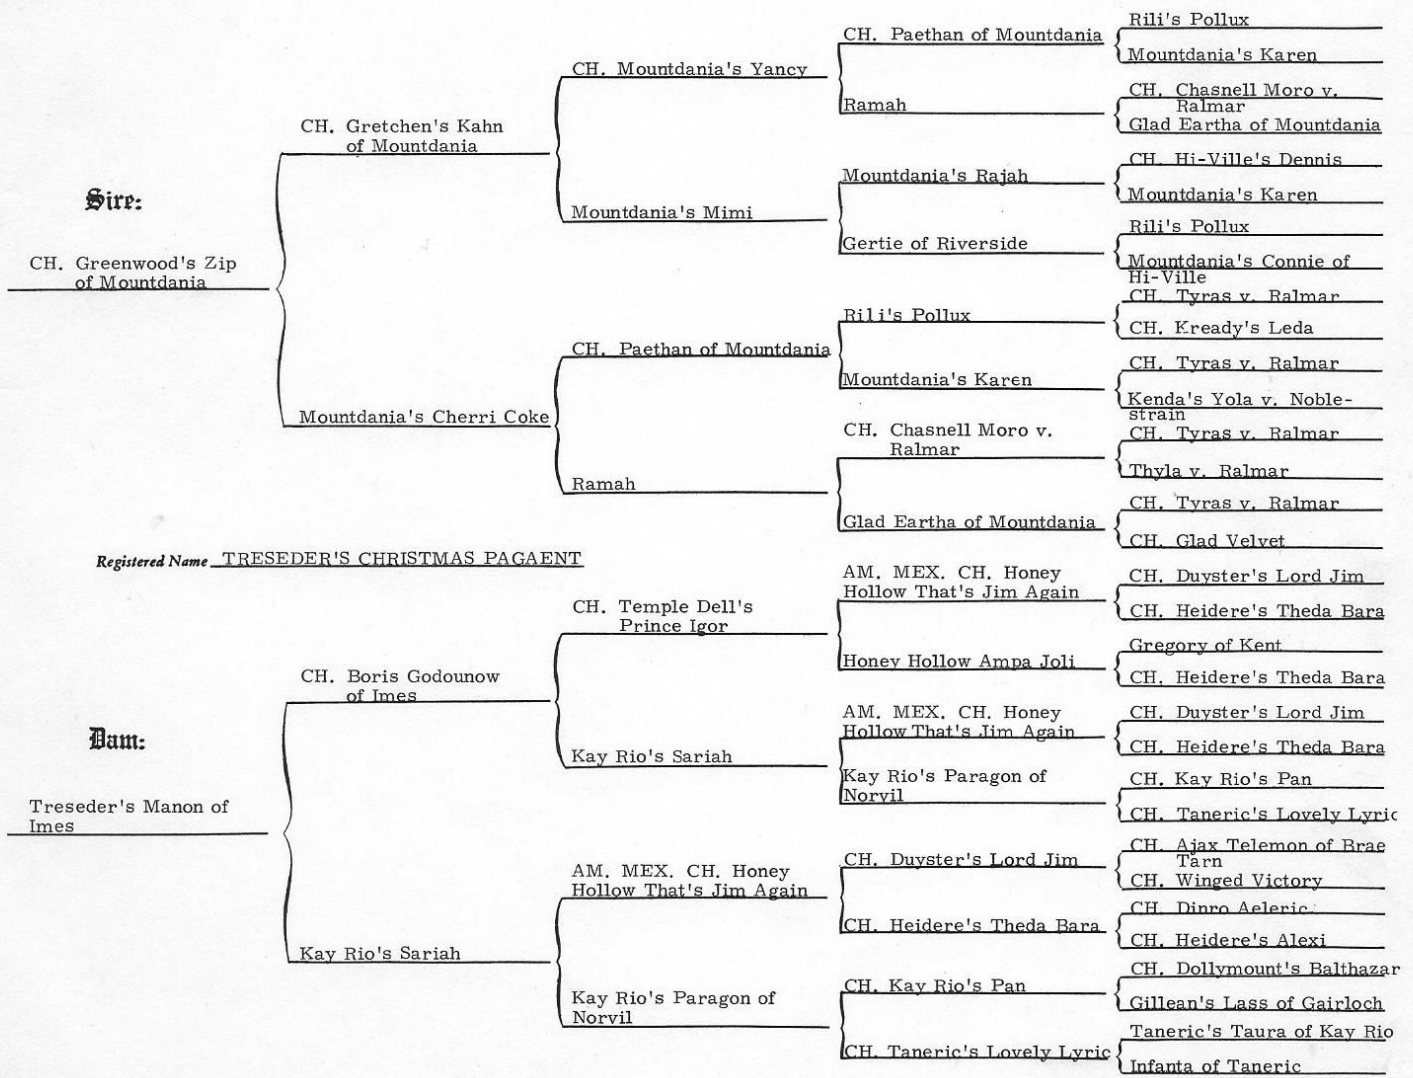 Sire:
CH. Greenwood's Zip
of Mountdania
CH. Gretchen's Kahn
of Mountdania
Mountdania's Cherri Coke
CH. Mountdania's Yancy
Mountdania's Mimi
CH. Paethan of Mountdania
Ramah
CH. Paethan of Mountdania
Ramah
Mountdania's Rajah
Gertie of Riverside
Rili's Pollux
Mountdania's Karen
CH. Chasnell Moro v.
Ralmar
Glad Eartha of Mountdania
Rili's Pollux
Mountdania's Karen
CH. Chasnell Moro v.
Ralmar
Glad Eartha of Mountdania
CH. Hi-Ville's Dennis
Mountdania's Karen
Rili's Pollux
Mountdania's Connie of
Hi-Ville
CH. Tyras v. Ralmar
CH. Kready's Leda
CH. Tyras v. Ralmar
Kenda's Yola v. Noble-
strain
CH. Tyras v. Ralmar
Thyla v. Ralmar
CH. Tyras v. Ralmar
CH. Glad Velvet
Registered Name TRESEDER'S CHRISTMAS PAGAENT
Dam:
Treseder's Manon of
Imes
CH. Boris Godounow
of Imes
Kay Rio's Sariah
CH. Temple Dell's
Prince Igor
Kay Rio's Sariah
AM. MEX. CH. Honey
Hollow That's Jim Again
Kay Rio's Paragon of
Norvil
AM. MEX. CH. Honey
Hollow That's Jim Again
Honey Hollow Ampa Joli
AM. MEX. CH. Honey
Hollow That's Jim Again
Kay Rio's Paragon of
Norvil
CH. Duyster's Lord Jim
CH. Heidere's Theda Bara
CH. Kay Rio's Pan
CH. Taneric's Lovely Lyric
CH. Duyster's Lord Jim
CH. Heidere's Theda Bara
Gregory of Kent
CH. Heidere's Theda Bara
CH. Duyster's Lord Jim
CH. Heidere's Theda Bara
CH. Kay Rio's Pan
CH. Taneric's Lovely Lyric
CH. Ajax Telemon of Brae
Tarn
CH. Winged Victory
CH. Dinro Aeleric
CH. Heidere's Alexi
CH. Dollymount's Balthazar
Gillean's Lass of Gairloch
Taneric's Taura of Kay Rio
Infanta of Taneric